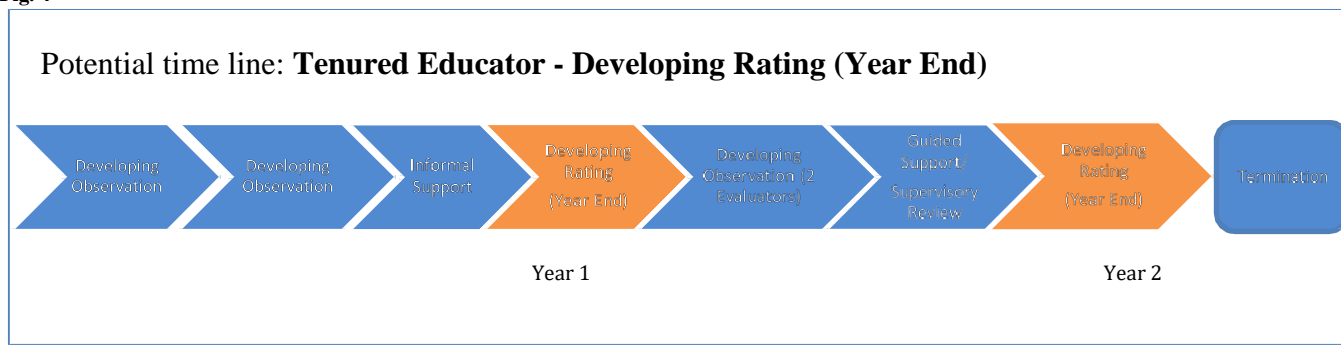 Potential time line: Tenured Educator - Developing Rating (Year End)
Developing
Observation
Developing
Observation
Informal
Support
Developing
Rating
(Year End)
Developing
Observation (2
Evaluators)
Guided
Support/
Supervisory
Review
Developing
Rating
(Year End)
Termination
Year 1
Year 2